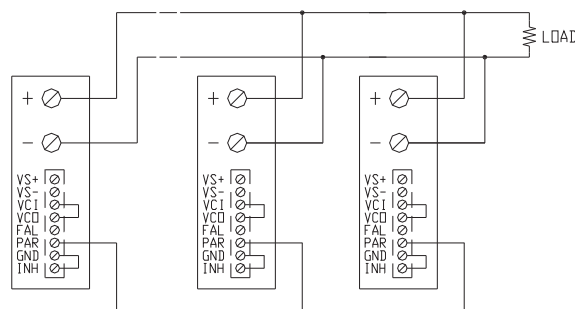 LOAD
+
+
+
-
-
-
VS+
VS-
VCI
VCO
FAL
PAR
GND
INH
VS+
VS-
VCI
VCO
FAL
PAR
GND
INH
VS+
VS-
VCI
VCO
FAL
PAR
GND
INH